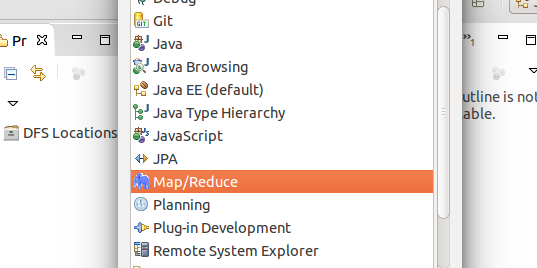 Debug
Git
Pr
Java
Java Browsing
Java EE (default)
utline is not
Java Type Hierarchy
able.
DFS Locations
JavaScript
JPA
Map/Reduce
Planning
Plug-in Development
Remote System Explorer